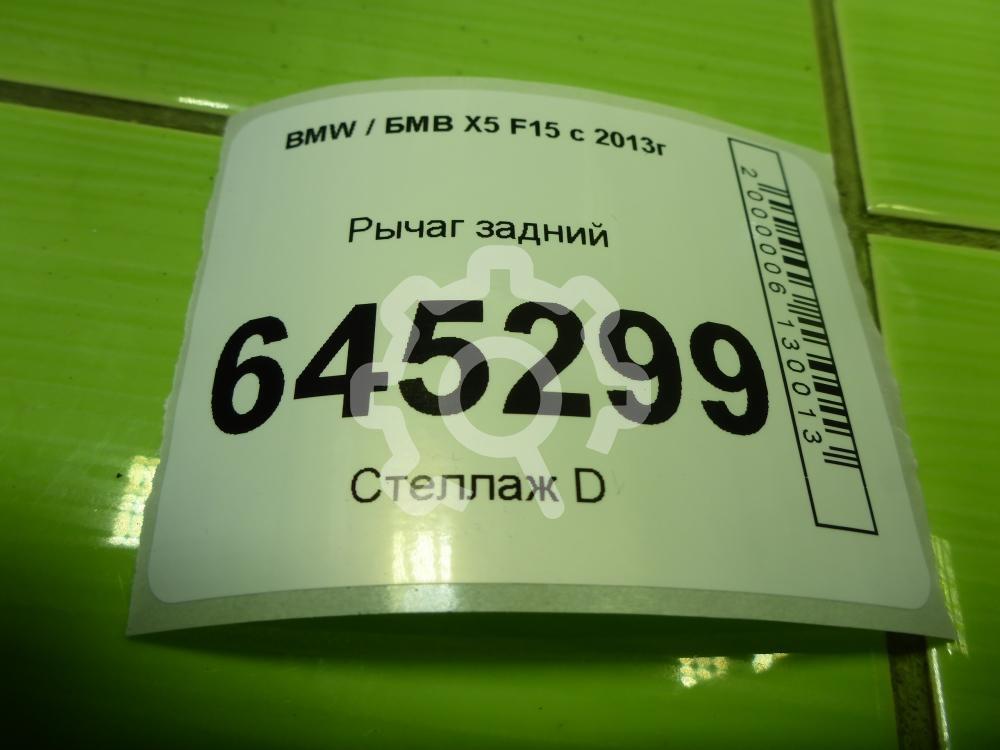 BMW / БМВ X5 F15 с 2013г
Рычаг задний
645299
Стеллаж D
2000006130013